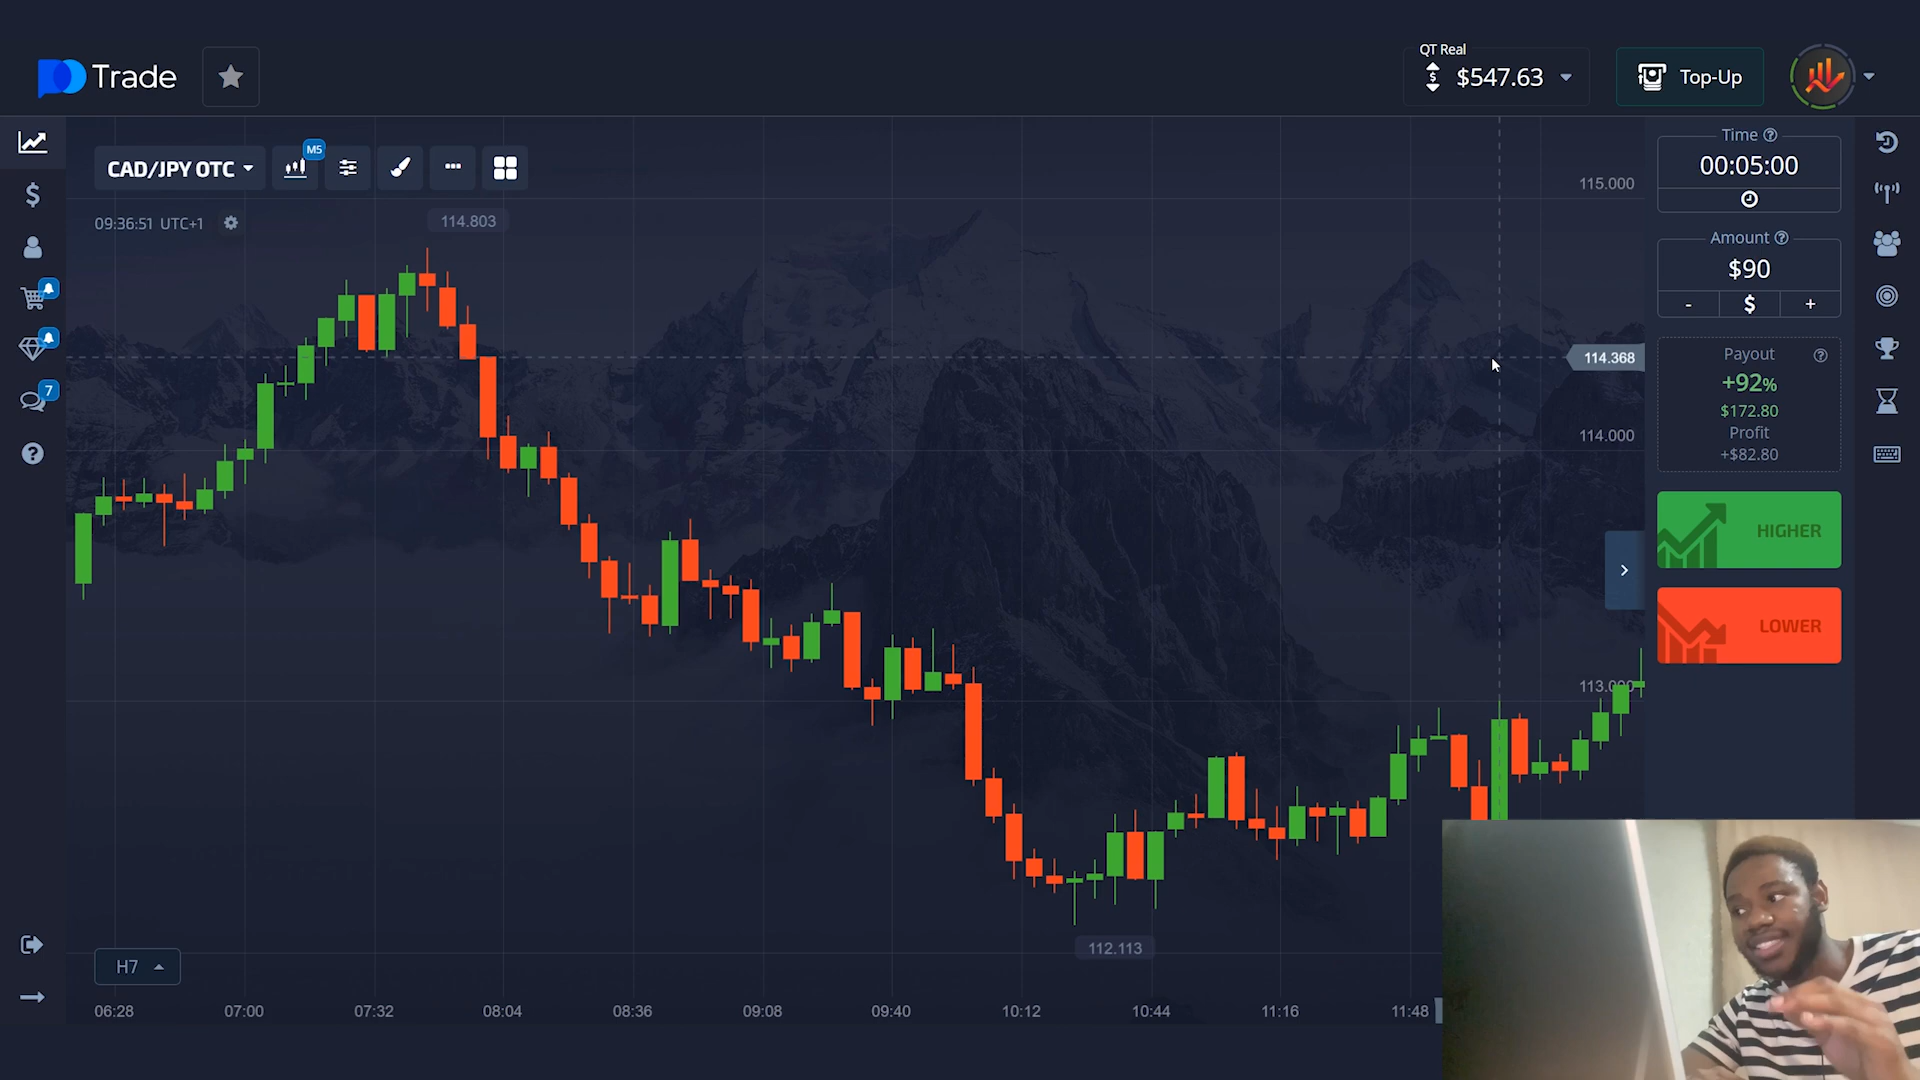 Trade
QT Real
$547.63
Top-Up
CAD/JPY OTC
M5
09:36:51 UTC+1
114.803
115.000
114.368
114.000
113.000
112.113
7
Time
00:05:00
Amount
$90
- $ +
Payout
+92%
$172.80
Profit
+$82.80
HIGHER
LOWER
H7
06:28 07:00 07:32 08:04 08:36 09:08 09:40 10:12 10:44 11:16 11:48